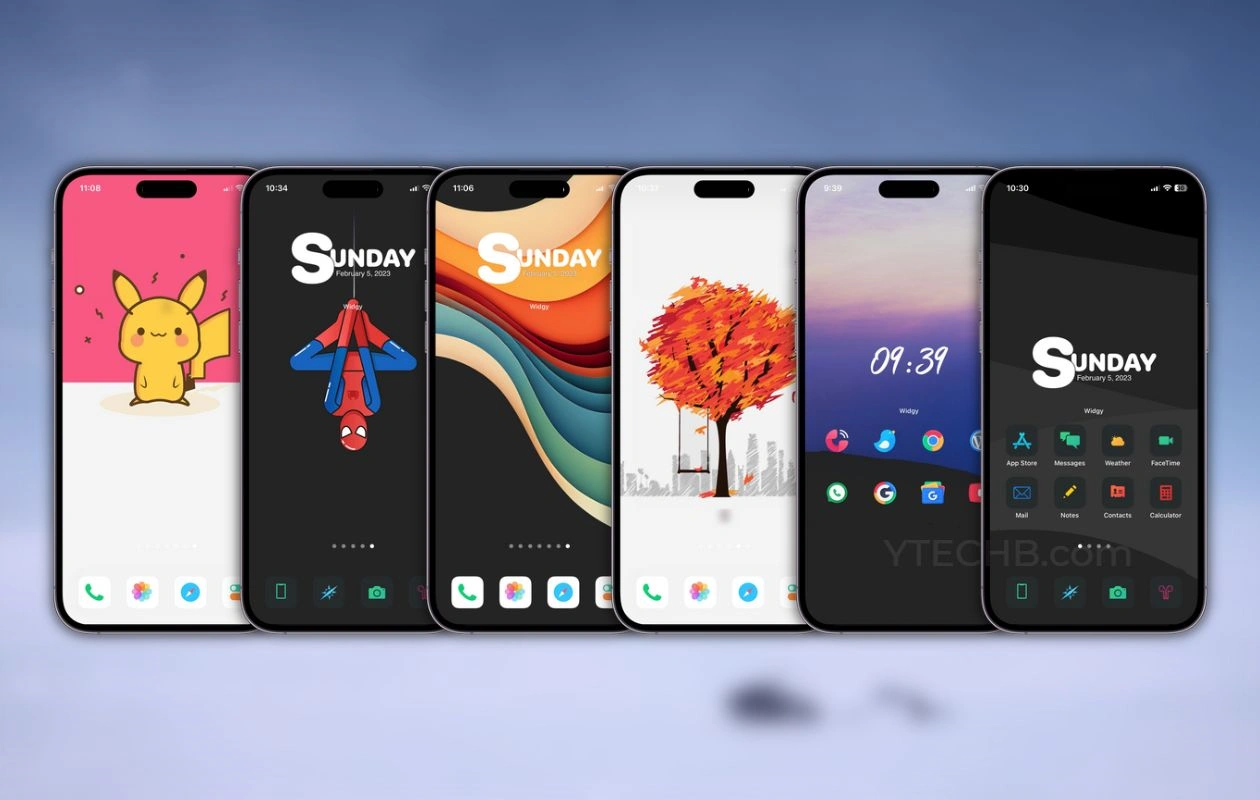 11:08
10:34
SUNDAY
February 5, 2023
Widgy
11:06
SUNDAY
February 5, 2023
Widgy
9:39
09:39
Widgy
10:30
SUNDAY
February 5, 2023
Widgy
App Store
Messages
Weather
FaceTime
Mail
Notes
Contacts
Calculator
YTECHB.com